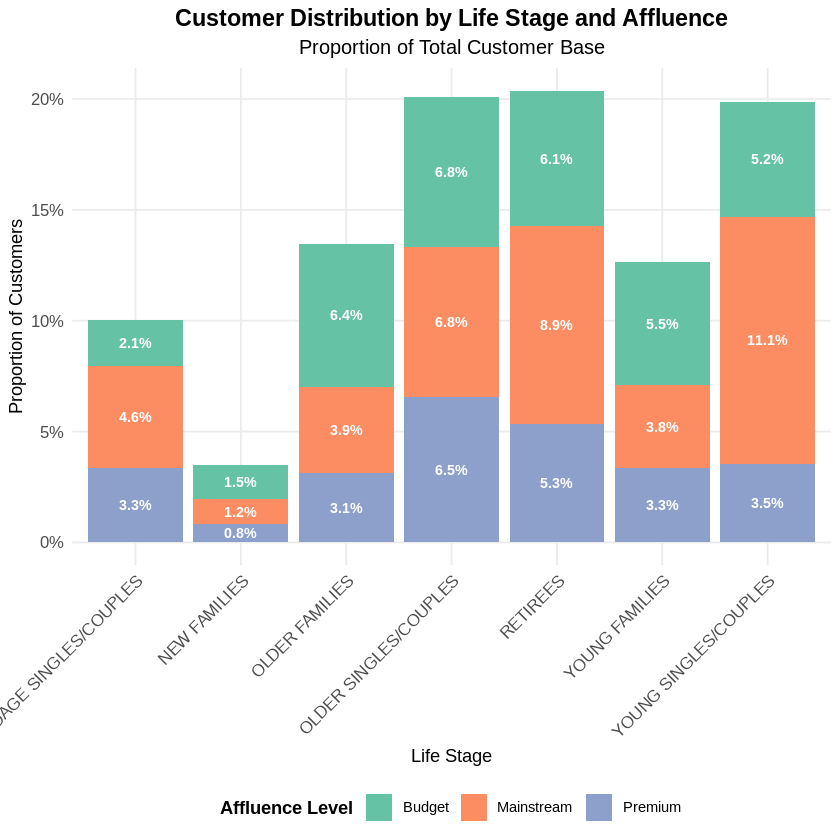 Customer Distribution by Life Stage and Affluence
Proportion of Total Customer Base
Proportion of Customers
20%
15%
10%
5%
0%
2.1%
4.6%
3.3%
1.5%
1.2%
0.8%
6.4%
3.9%
3.1%
6.8%
6.8%
6.5%
6.1%
8.9%
5.3%
5.5%
3.8%
3.3%
5.2%
11.1%
3.5%
SINGLES/COUPLES
NEW FAMILIES
OLDER FAMILIES
OLDER SINGLES/COUPLES
RETIREES
YOUNG FAMILIES
YOUNG SINGLES/COUPLES
Life Stage
Affluence Level
Budget
Mainstream
Premium